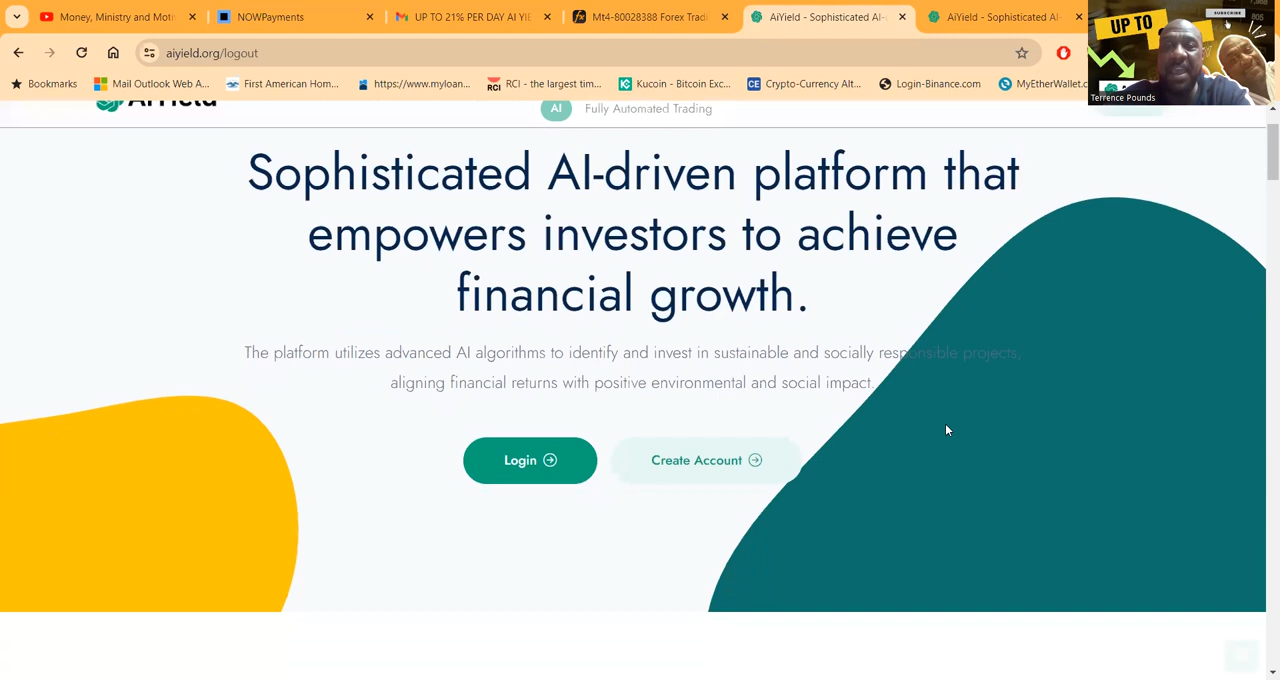 Money, Ministry and Moti
NOWPayments
UP TO 21% PER DAY AI YIE
Mt4-80028388 Forex Tradi
AiYield - Sophisticated AI-d
AiYield - Sophisticated AI-
aiyield.org/logout
Bookmarks
Mail Outlook Web A...
First American Hom...
https://www.myloan...
RCI - the largest tim...
Kucoin - Bitcoin Exc...
Crypto-Currency Alt...
Login-Binance.com
MyEtherWallet.c
UP TO
SUBSCRIBE
Terrence Pounds
AiYield
AI
Fully Automated Trading
Sophisticated AI-driven platform that
empowers investors to achieve
financial growth.
The platform utilizes advanced AI algorithms to identify and invest in sustainable and socially responsible projects,
aligning financial returns with positive environmental and social impact.
Login
Create Account